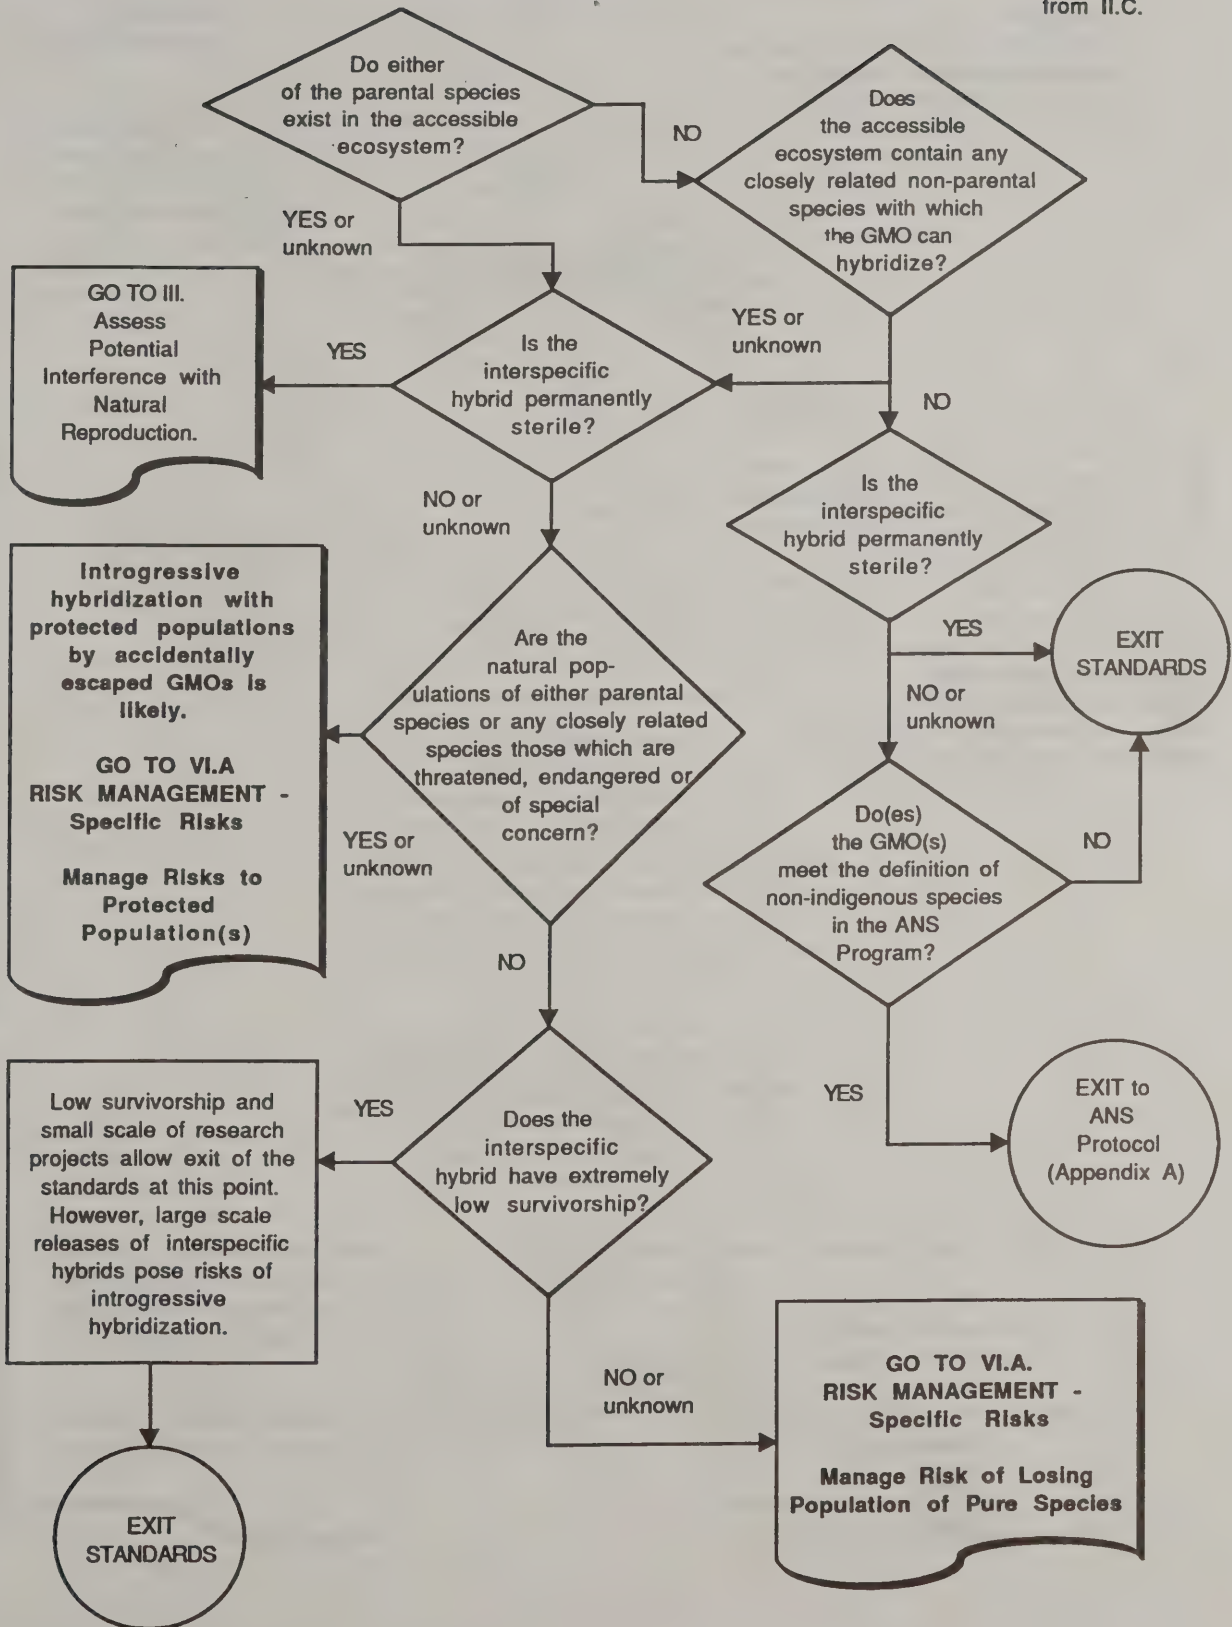 from II.C.
Do either
of the parental species
exist in the accessible
ecosystem?
NO
Does
the accessible
ecosystem contain any
closely related non-parental
species with which
the GMO can
hybridize?
YES or
unknown
GO TO III.
Assess
Potential
Interference with
Natural
Reproduction.
YES
Is the
interspecific
hybrid permanently
sterile?
YES or
unknown
NO
NO or
unknown
Is the
interspecific
hybrid permanently
sterile?
YES
EXIT
STANDARDS
NO or
unknown
Introgressive
hybridization with
protected populations
by accidentally
escaped GMOs is
likely.
GO TO VI.A
RISK MANAGEMENT -
Specific Risks
Manage Risks to
Protected
Population(s)
Are the
natural pop-
ulations of either parental
species or any closely related
species those which are
threatened, endangered or
of special
concern?
YES or
unknown
NO
Do(es)
the GMO(s)
meet the definition of
non-indigenous species
in the ANS
Program?
NO
YES
EXIT to
ANS
Protocol
(Appendix A)
Low survivorship and
small scale of research
projects allow exit of the
standards at this point.
However, large scale
releases of interspecific
hybrids pose risks of
introgressive
hybridization.
YES
Does the
interspecific
hybrid have extremely
low survivorship?
NO or
unknown
GO TO VI.A.
RISK MANAGEMENT -
Specific Risks
Manage Risk of Losing
Population of Pure Species
EXIT
STANDARDS